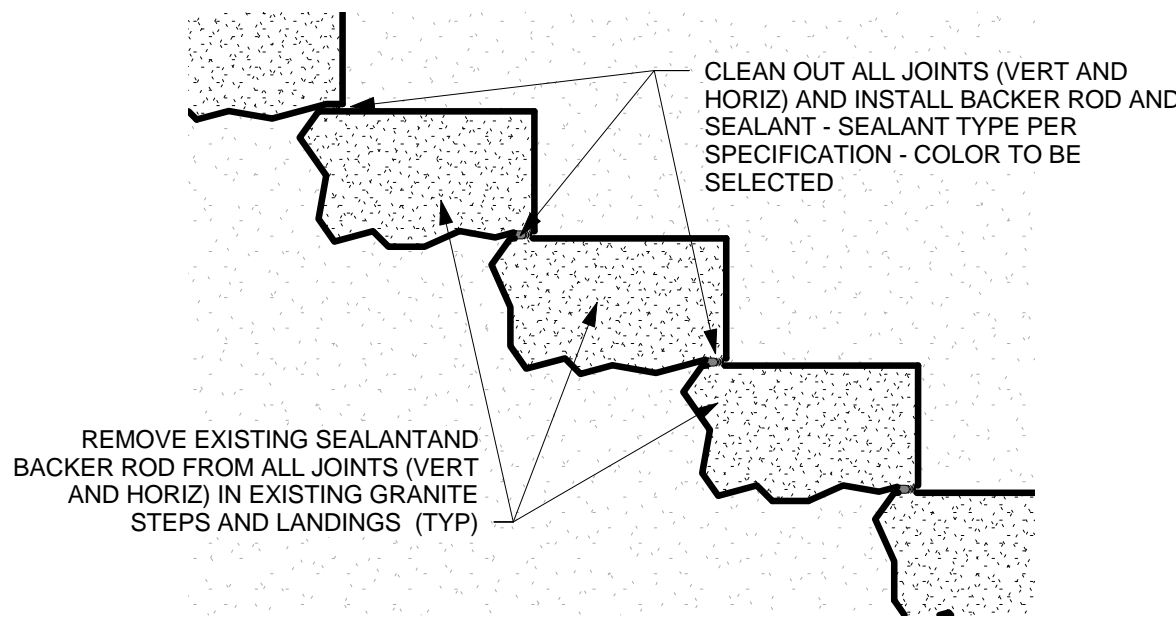 CLEAN OUT ALL JOINTS (VERT AND
HORIZ) AND INSTALL BACKER ROD AND
SEALANT - SEALANT TYPE PER
SPECIFICATION - COLOR TO BE
SELECTED
REMOVE EXISTING SEALANTAND
BACKER ROD FROM ALL JOINTS (VERT
AND HORIZ) IN EXISTING GRANITE
STEPS AND LANDINGS (TYP)